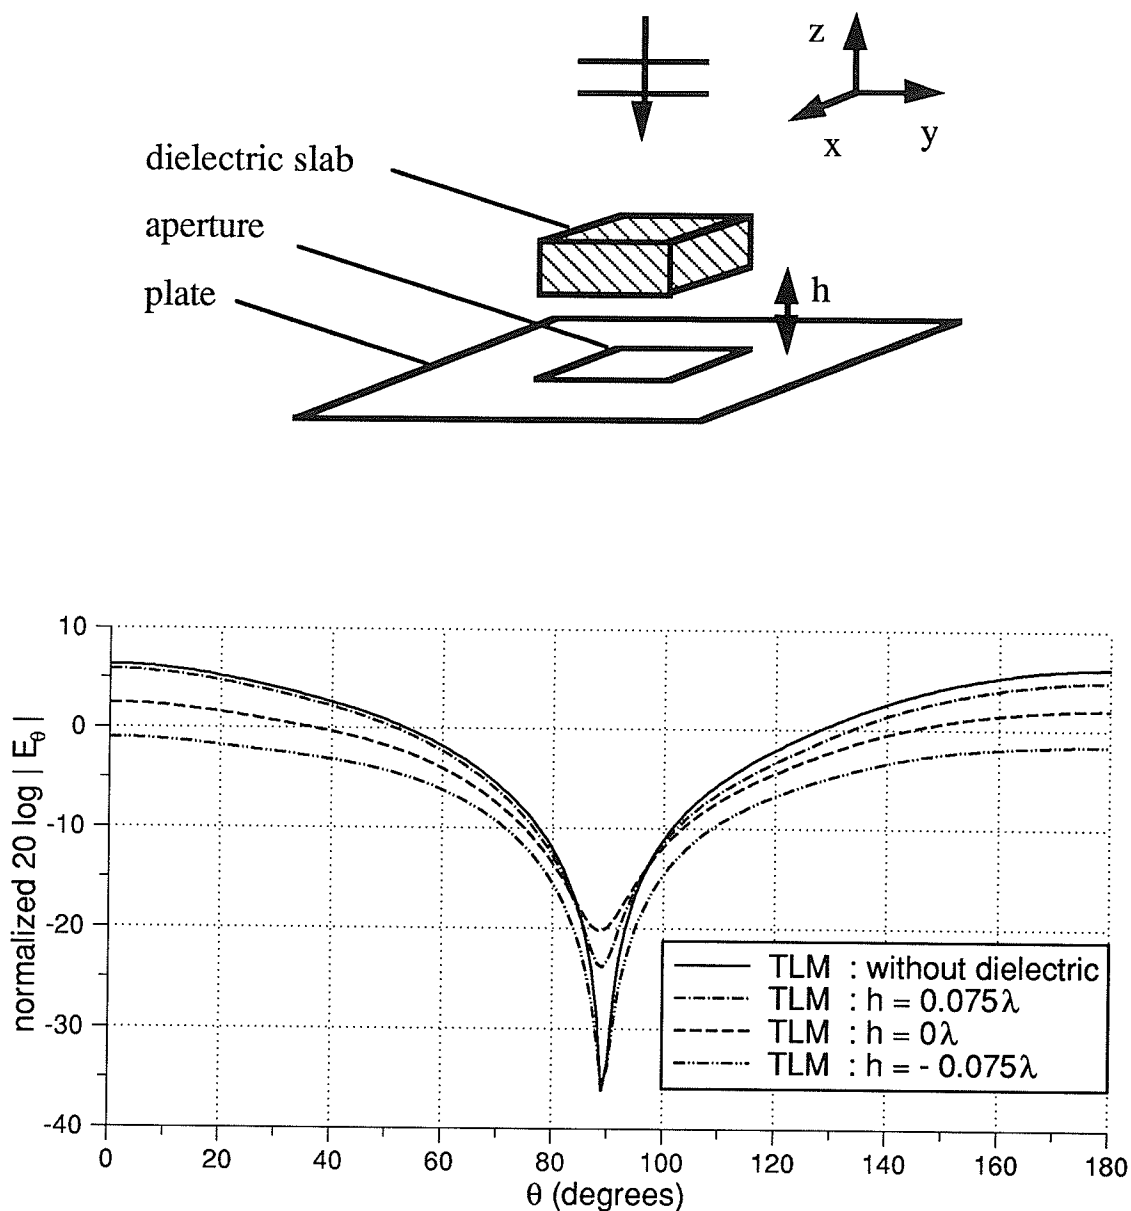 z
x
y
dielectric slab
aperture
plate
h
normalized 20 log | Eθ |
10
0
-10
-20
-30
-40
TLM : without dielectric
TLM : h = 0.075λ
TLM : h = 0λ
TLM : h = - 0.075λ
0 20 40 60 80 100 120 140 160 180
θ (degrees)